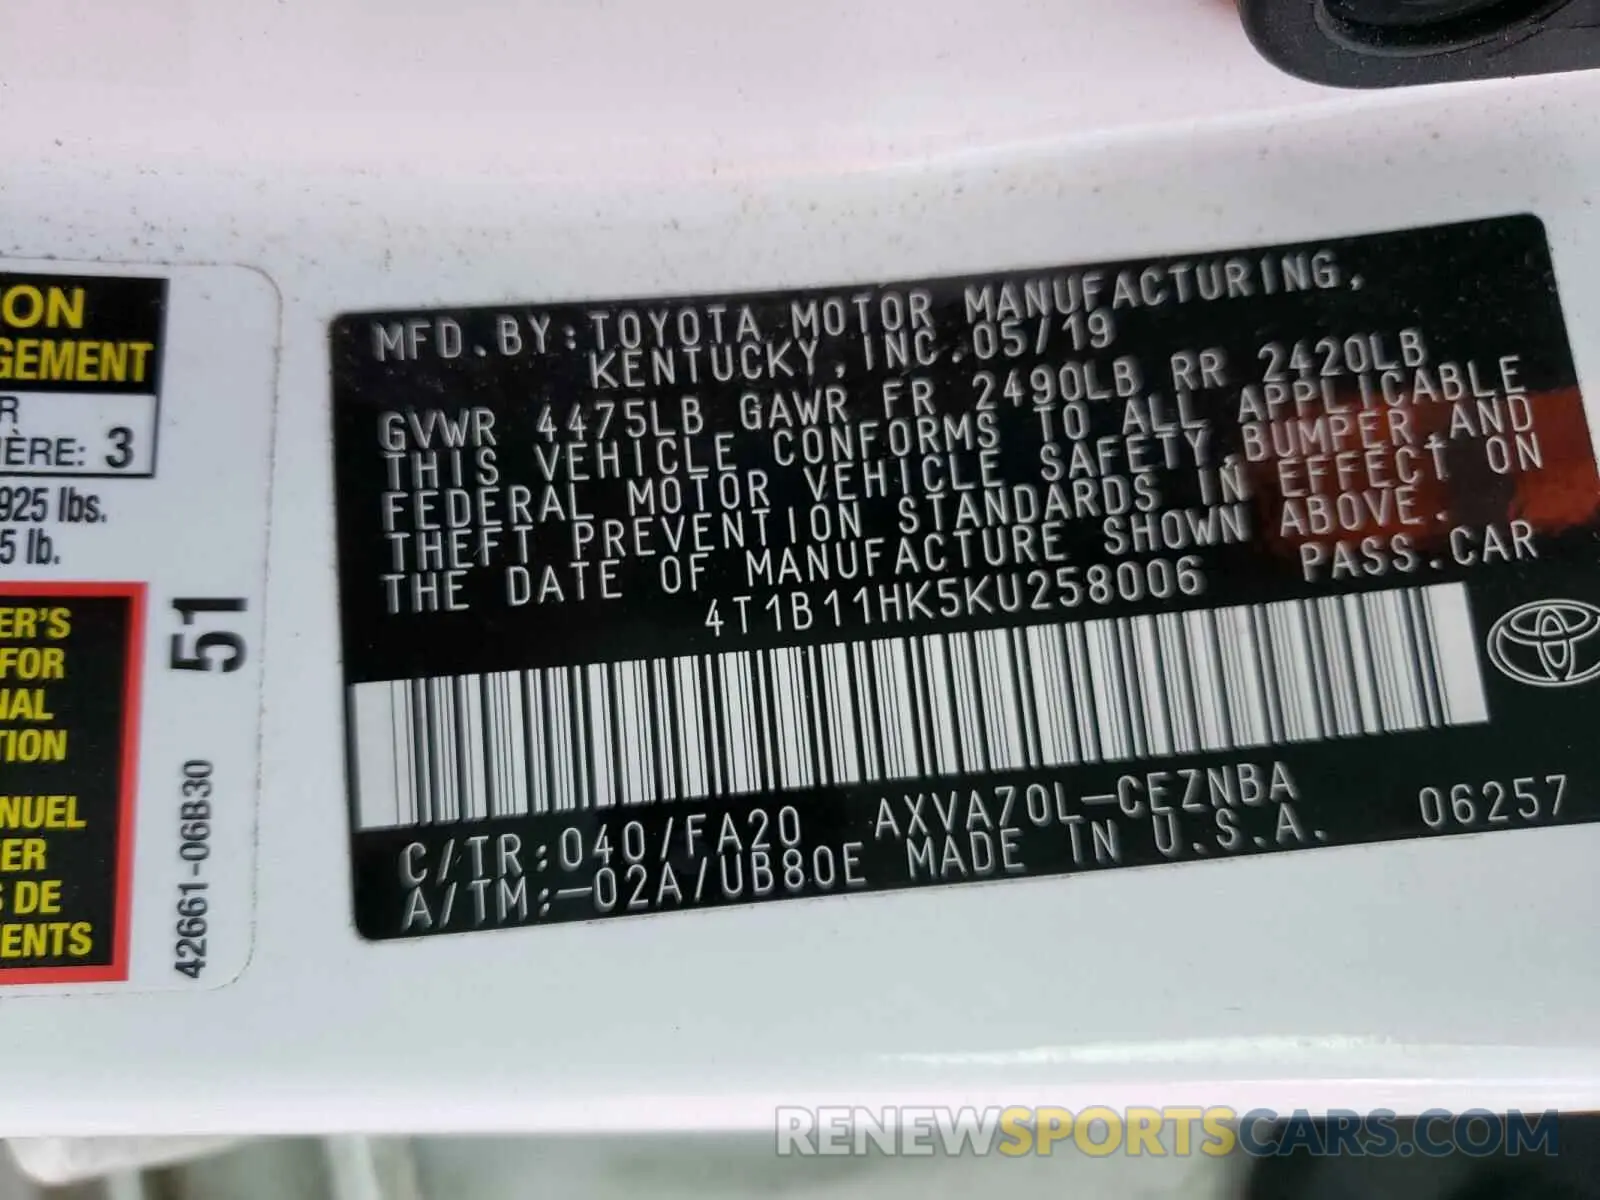 ON
GEMENT
R
IÈRE: 3
925 lbs.
5 lb.
ER'S
FOR
NAL
TION
NUEL
ER
S DE
ENTS
51
42661-06B30
MFD. BY: TOYOTA MOTOR MANUFACTURING,
KENTUCKY, INC. 05/19
GVWR 4475LB GAWR FR 2490LB RR 2420LB
THIS VEHICLE CONFORMS TO ALL APPLICABLE
FEDERAL MOTOR VEHICLE SAFETY, BUMPER, AND
THEFT PREVENTION STANDARDS IN EFFECT ON
THE DATE OF MANUFACTURE SHOWN ABOVE.
4T1B11HK5KU258006 PASS. CAR
C/TR: 040/FA20 AXVA70L-CEZNBA 06257
A/TM: -02A/UB80E MADE IN U.S.A.
RENEWSPORTSCARS.COM